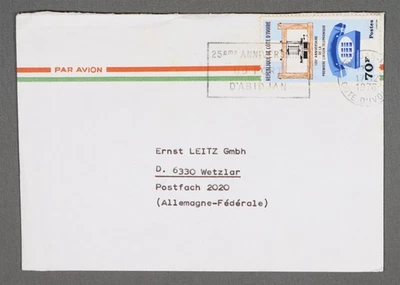 25ème ANNIV
D'ABIDJAN
REPUBLIQUE DE COTE D'IVOIRE
Postes
70F
1976
PAR AVION
Ernst LEITZ Gmbh
D. 6330 Wetzlar
Postfach 2020
(Allemagne-Fédérale)